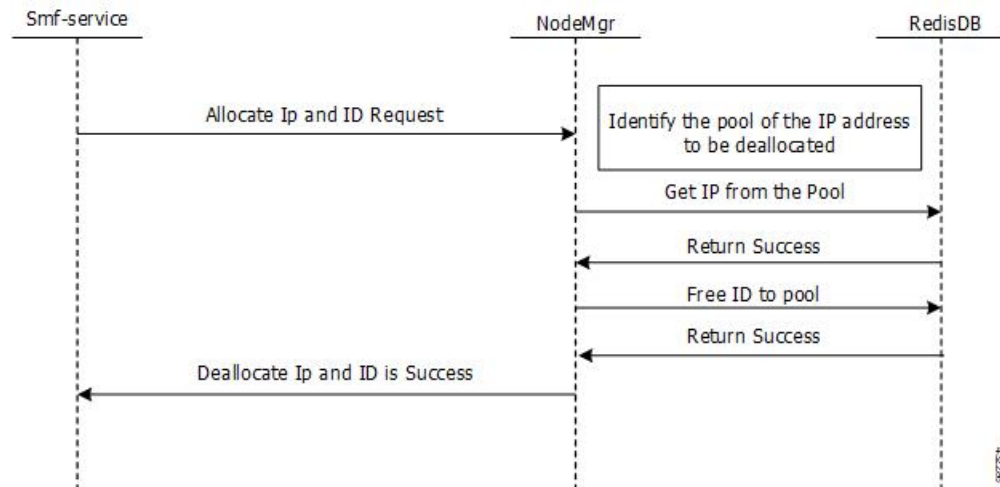 Smf-service
NodeMgr
RedisDB
Allocate Ip and ID Request
Identify the pool of the IP address
to be deallocated
Get IP from the Pool
Return Success
Free ID to pool
Return Success
Deallocate Ip and ID is Success